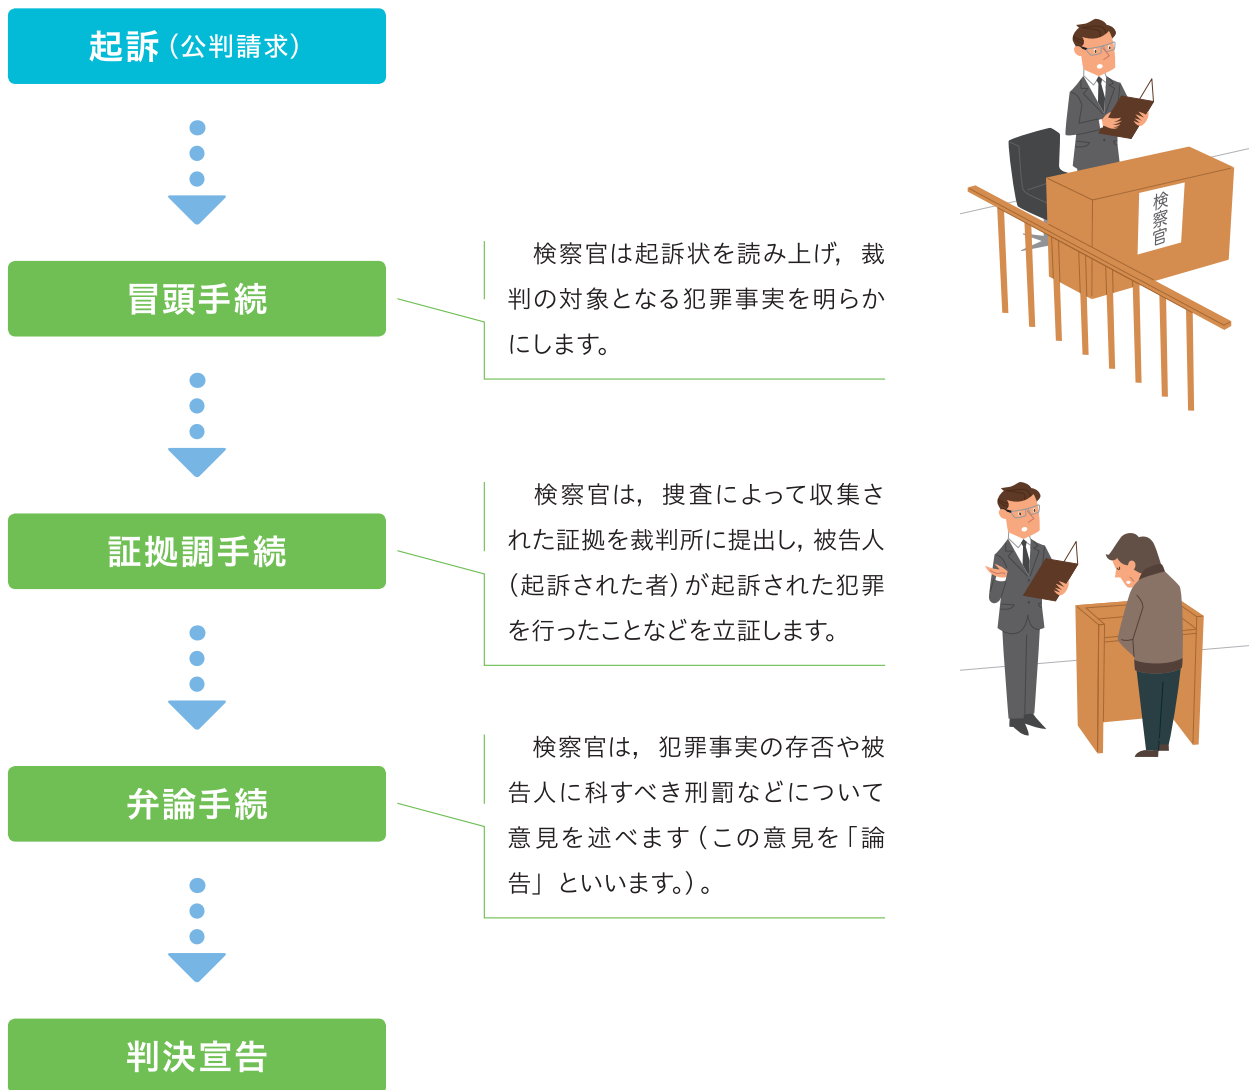 起訴（公判請求）
冒頭手続
検察官は起訴状を読み上げ，裁
判の対象となる犯罪事実を明らか
にします。
検察官
証拠調手続
検察官は，捜査によって収集さ
れた証拠を裁判所に提出し，被告人
（起訴された者）が起訴された犯罪
を行ったことなどを立証します。
弁論手続
検察官は，犯罪事実の存否や被
告人に科すべき刑罰などについて
意見を述べます（この意見を「論
告」といいます。）。
判決宣告